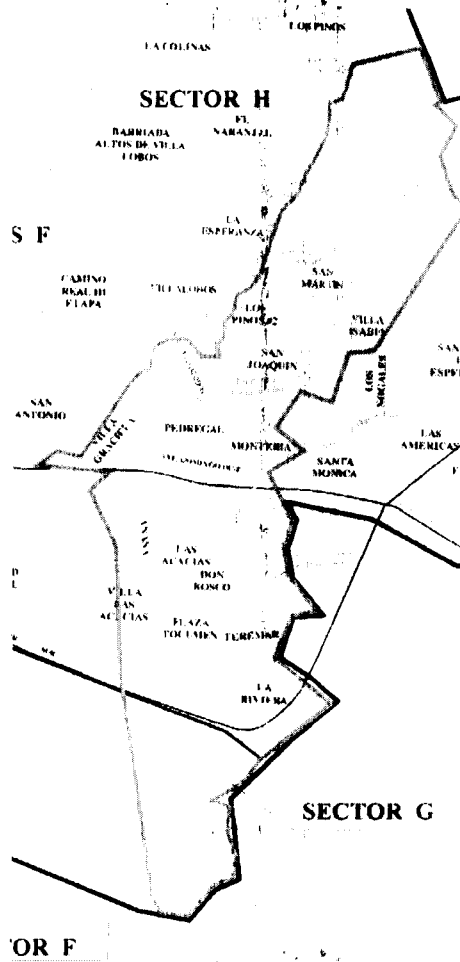 LOS PINOS
LA COLINAS
SECTOR H
EL
BARRIADA
ALTOS DE VILLA
LOBOS
LA
ESPERANZA
S F
CAMINO
REAL III
ETAPA
VILLALOBOS
SAN
MARTIN
LOS
PINOS #2
VILLA
ISABEL
SAN
JOAQUIN
LOS
NOGALES
SAN
ANTONIO
VILLA
GRACIELA
PEDREGAL
MONTERIA
SANTA
MONICA
LAS
AMERICAS
LAS
ACACIAS
DON
BOSCO
VILLA
LAS
ACACIAS
PLAZA
TOCUMEN
TEREMAR
LA
RIVIERA
SECTOR G
OR F